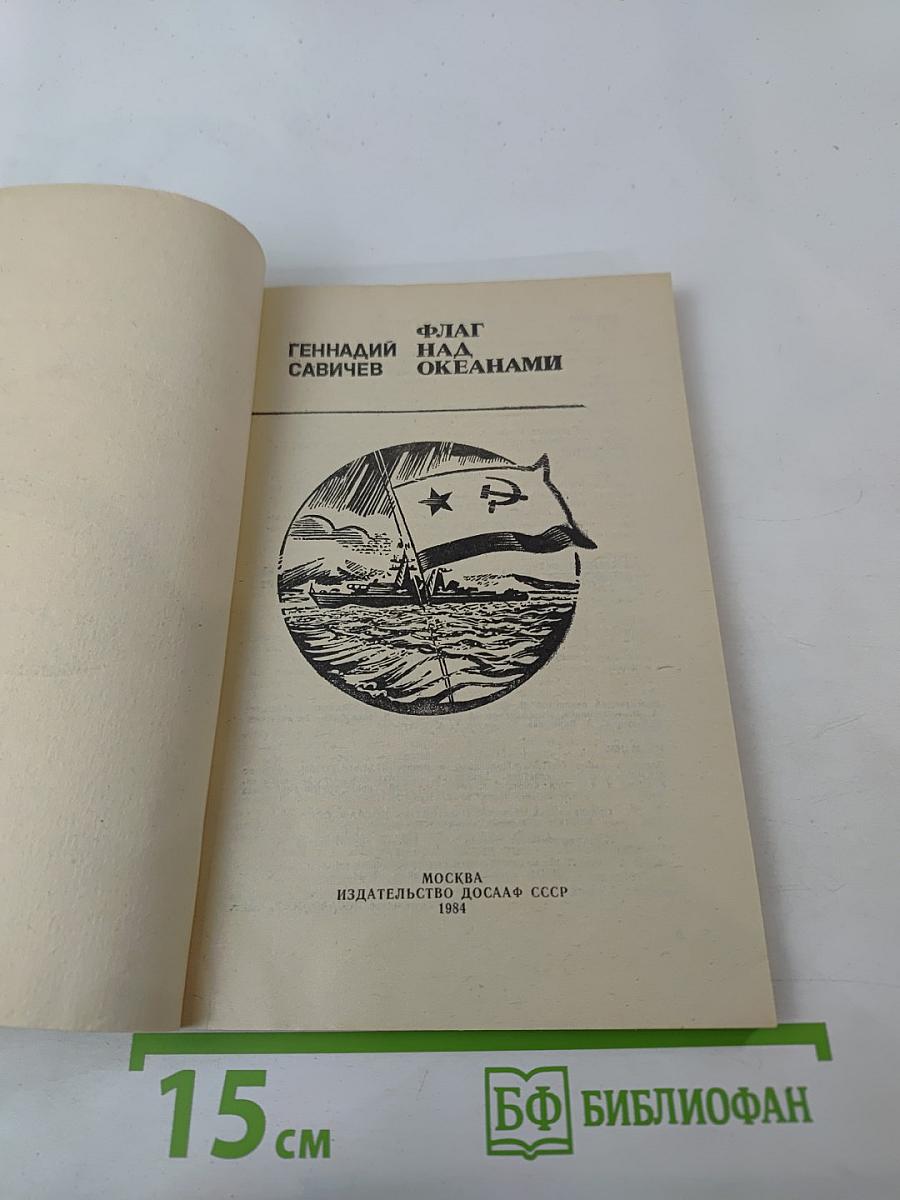 ГЕННАДИЙ
САВИЧЕВ
ФЛАГ
НАД
ОКЕАНАМИ
МОСКВА
ИЗДАТЕЛЬСТВО ДОСААФ СССР
1984
15 см
БФ БИБЛИОФАН